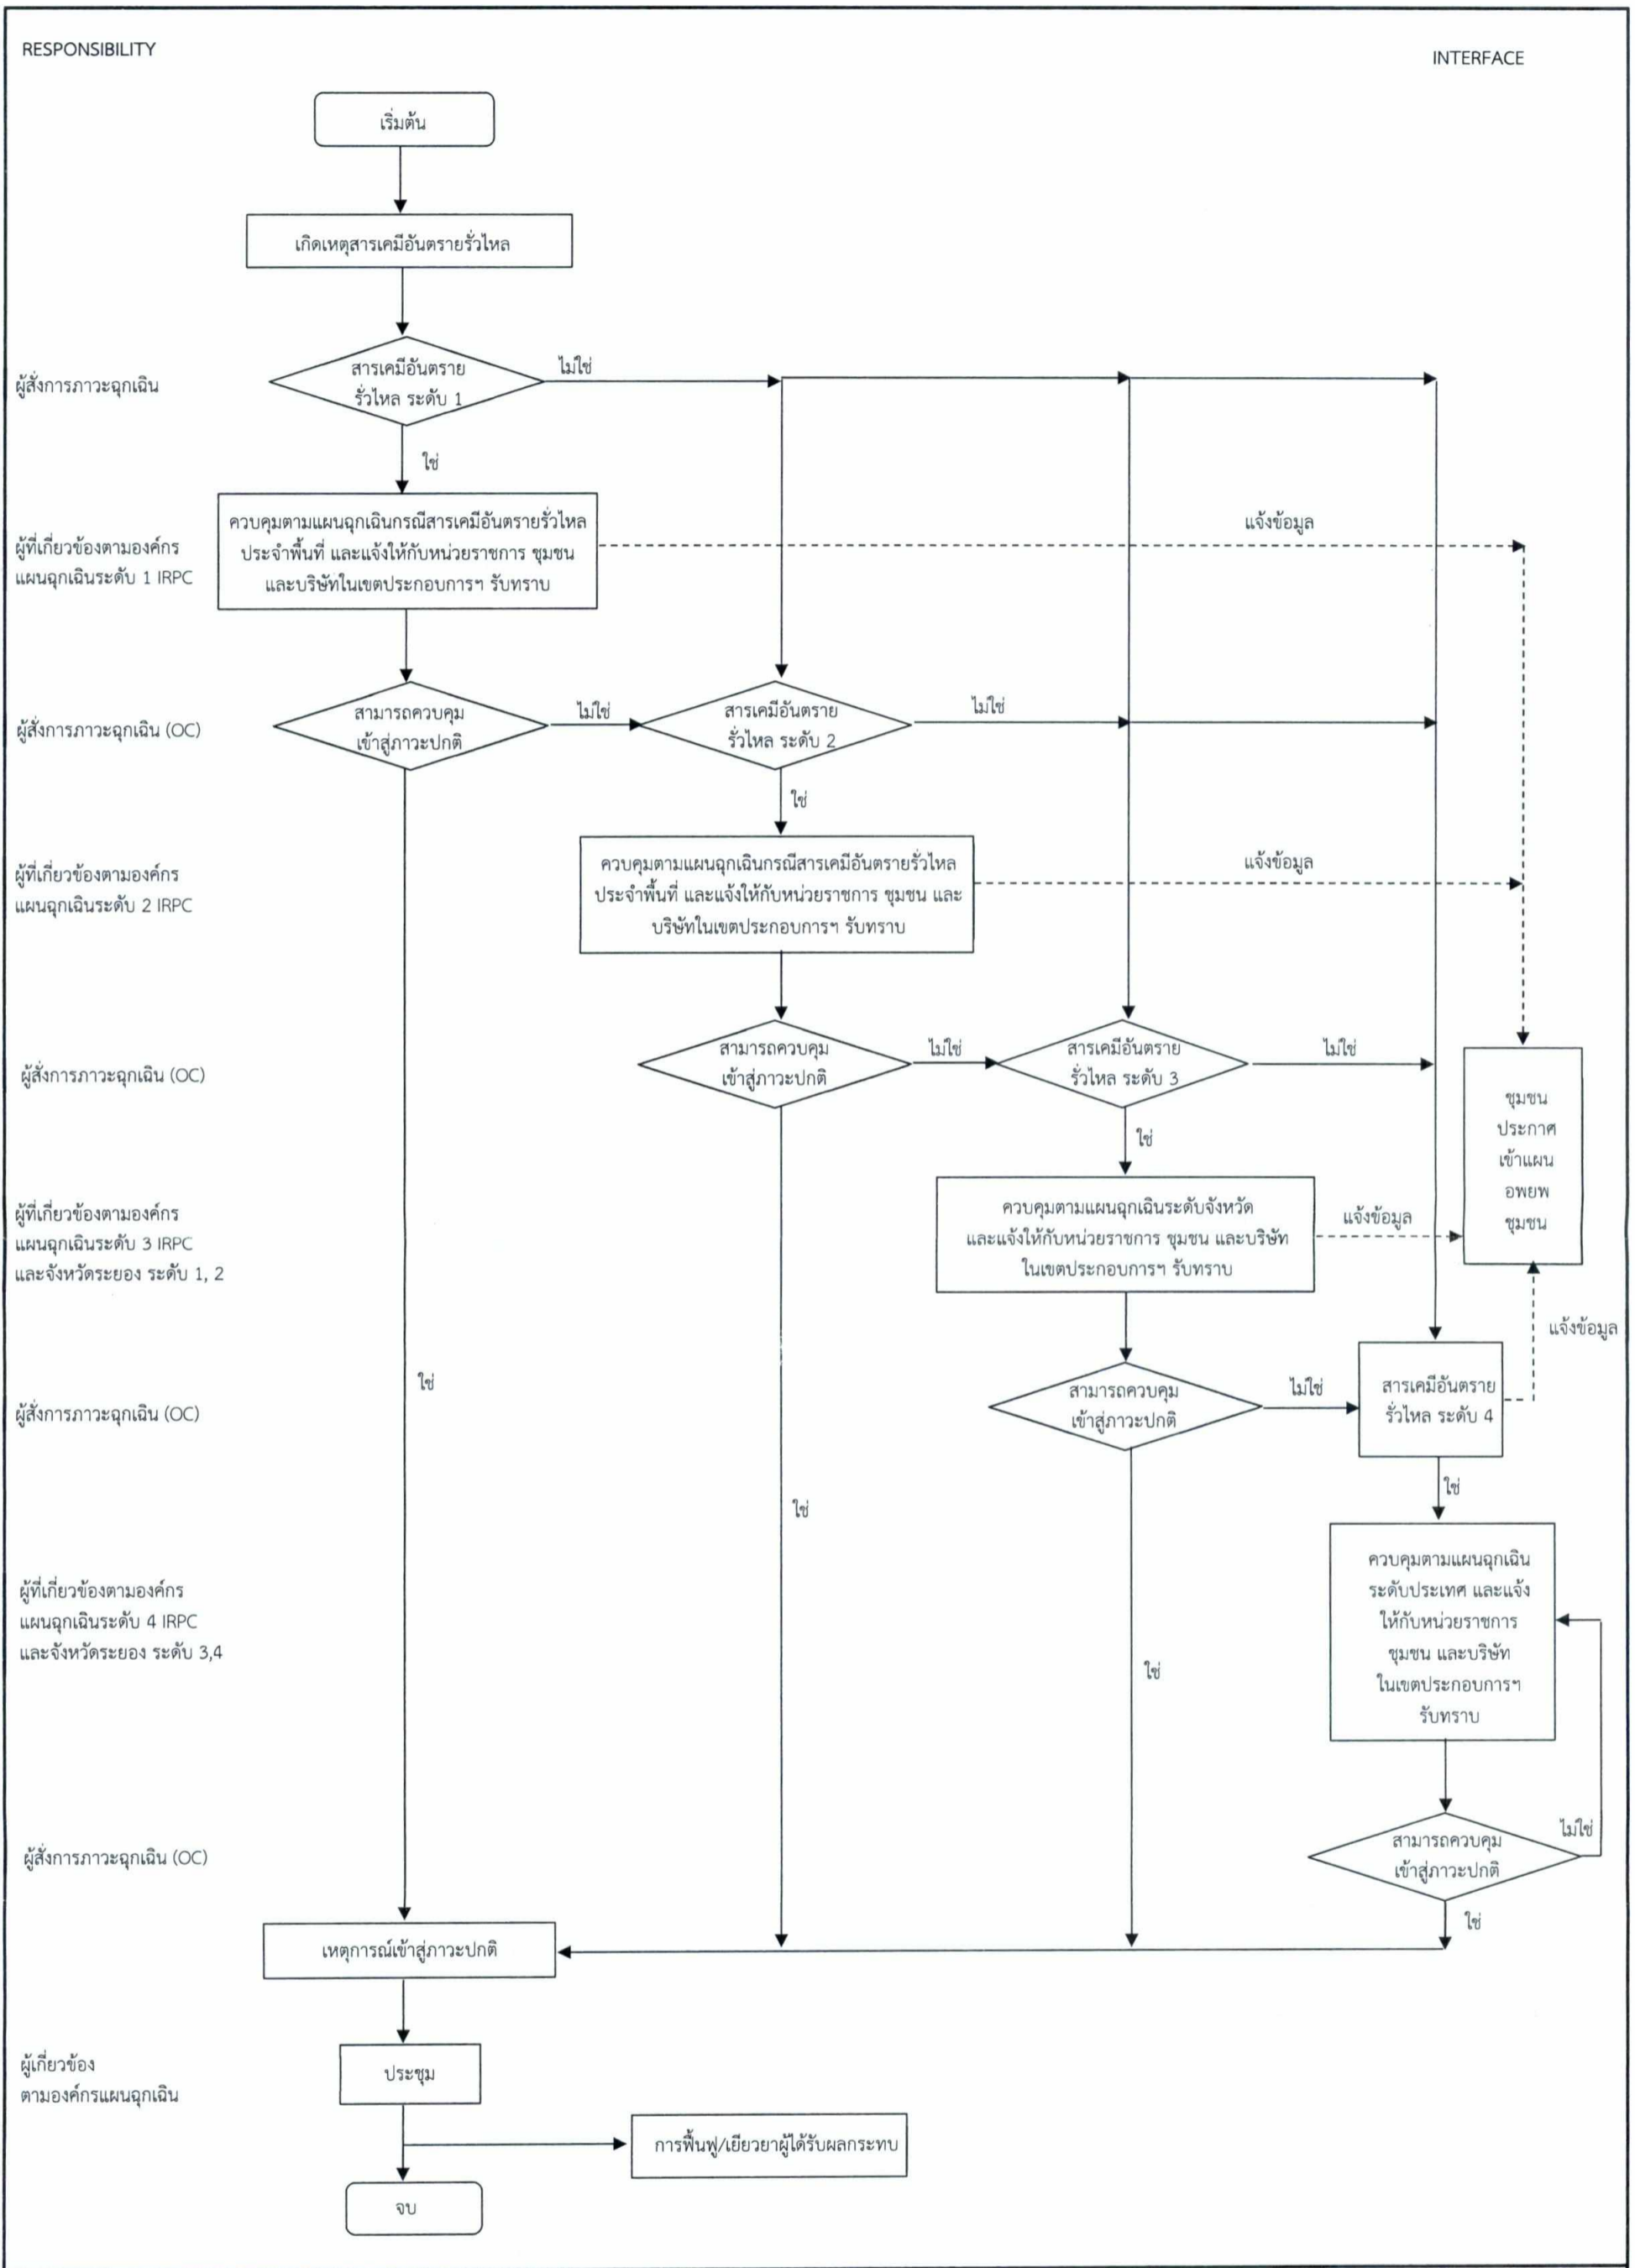 RESPONSIBILITY
INTERFACE
เริ่มต้น
เกิดเหตุสารเคมีอันตรายรั่วไหล
ผู้สั่งการภาวะฉุกเฉิน
สารเคมีอันตราย
รั่วไหล ระดับ 1
ไม่ใช่
ใช่
ผู้ที่เกี่ยวข้องตามองค์กร
แผนฉุกเฉินระดับ 1 IRPC
ควบคุมตามแผนฉุกเฉินกรณีสารเคมีอันตรายรั่วไหล
ประจำพื้นที่ และแจ้งให้กับหน่วยราชการ ชุมชน
และบริษัทในเขตประกอบการฯ รับทราบ
แจ้งข้อมูล
ผู้สั่งการภาวะฉุกเฉิน (OC)
สามารถควบคุม
เข้าสู่ภาวะปกติ
ไม่ใช่
สารเคมีอันตราย
รั่วไหล ระดับ 2
ไม่ใช่
ใช่
ผู้ที่เกี่ยวข้องตามองค์กร
แผนฉุกเฉินระดับ 2 IRPC
ควบคุมตามแผนฉุกเฉินกรณีสารเคมีอันตรายรั่วไหล
ประจำพื้นที่ และแจ้งให้กับหน่วยราชการ ชุมชน และ
บริษัทในเขตประกอบการฯ รับทราบ
แจ้งข้อมูล
ผู้สั่งการภาวะฉุกเฉิน (OC)
สามารถควบคุม
เข้าสู่ภาวะปกติ
ไม่ใช่
สารเคมีอันตราย
รั่วไหล ระดับ 3
ไม่ใช่
ใช่
ชุมชน
ประกาศ
เข้าแผน
อพยพ
ชุมชน
ผู้ที่เกี่ยวข้องตามองค์กร
แผนฉุกเฉินระดับ 3 IRPC
และจังหวัดระยอง ระดับ 1, 2
ควบคุมตามแผนฉุกเฉินระดับจังหวัด
และแจ้งให้กับหน่วยราชการ ชุมชน และบริษัท
ในเขตประกอบการฯ รับทราบ
แจ้งข้อมูล
แจ้งข้อมูล
ใช่
ผู้สั่งการภาวะฉุกเฉิน (OC)
สามารถควบคุม
เข้าสู่ภาวะปกติ
ไม่ใช่
สารเคมีอันตราย
รั่วไหล ระดับ 4
ใช่
ใช่
ผู้ที่เกี่ยวข้องตามองค์กร
แผนฉุกเฉินระดับ 4 IRPC
และจังหวัดระยอง ระดับ 3,4
ควบคุมตามแผนฉุกเฉิน
ระดับประเทศ และแจ้ง
ให้กับหน่วยราชการ
ชุมชน และบริษัท
ในเขตประกอบการฯ
รับทราบ
ใช่
ผู้สั่งการภาวะฉุกเฉิน (OC)
สามารถควบคุม
เข้าสู่ภาวะปกติ
ไม่ใช่
ใช่
เหตุการณ์เข้าสู่ภาวะปกติ
ผู้เกี่ยวข้อง
ตามองค์กรแผนฉุกเฉิน
ประชุม
การฟื้นฟู/เยียวยาผู้ได้รับผลกระทบ
จบ